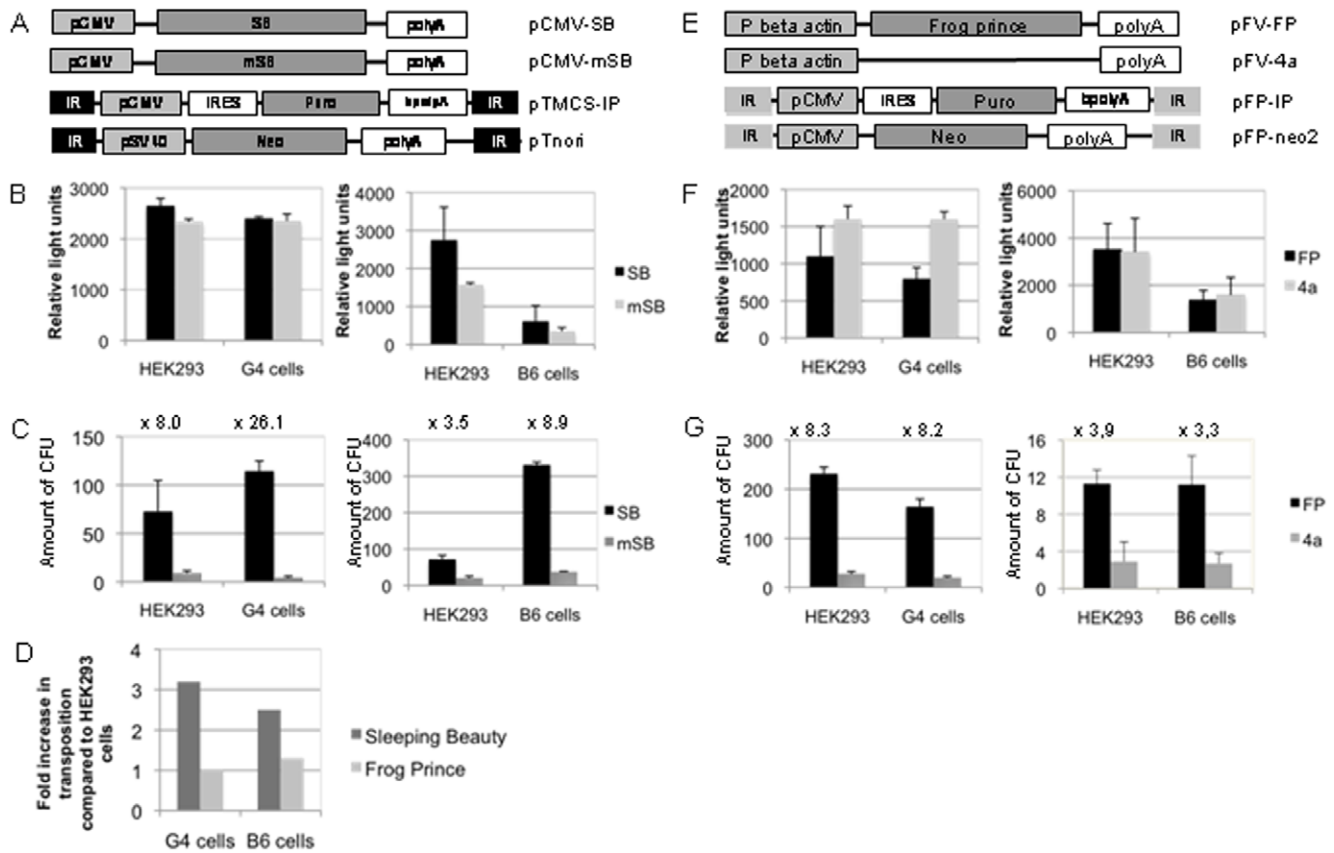 A
pCMV SB polyA pCMV-SB
pCMV mSB polyA pCMV-mSB
IR pCMV IRES Puro bpolyA IR pTMCS-IP
IR pSV40 Neo polyA IR pTnori
E
P beta actin Frog prince polyA pFV-FP
P beta actin polyA pFV-4a
IR pCMV IRES Puro bpolyA IR pFP-IP
IR pCMV Neo polyA IR pFP-neo2
B
Relative light units
3000
2000
1000
0
HEK293 G4 cells
Relative light units
4000
3000
2000
1000
0
HEK293 B6 cells
SB
mSB
F
Relative light units
2000
1500
1000
500
0
HEK293 G4 cells
Relative light units
6000
4000
2000
0
HEK293 B6 cells
FP
4a
C
x 8.0 x 26.1
Amount of CFU
150
100
50
0
HEK293 G4 cells
x 3.5 x 8.9
Amount of CFU
400
300
200
100
0
HEK293 B6 cells
SB
mSB
G
x 8.3 x 8.2
Amount of CFU
300
200
100
0
HEK293 G4 cells
x 3,9 x 3,3
Amount of CFU
16
12
8
4
0
HEK293 B6 cells
FP
4a
D
Fold increase in
transposition
compared to HEK293
cells
4
3
2
1
0
G4 cells B6 cells
Sleeping Beauty
Frog Prince